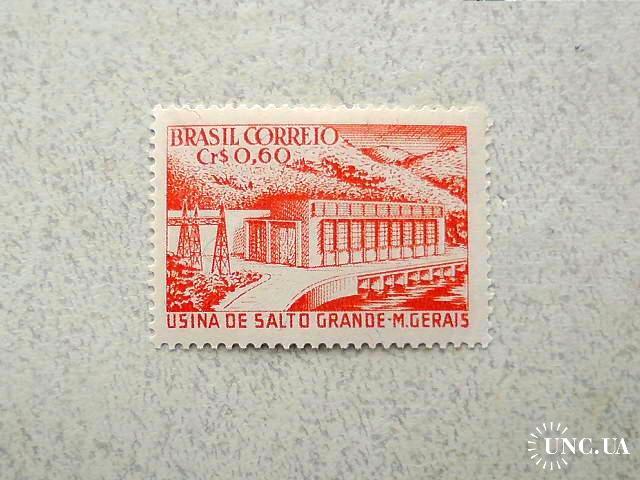 BRASIL CORREIO
Cr$ 0,60
USINA DE SALTO GRANDE-M.GERAIS
UNC.UA